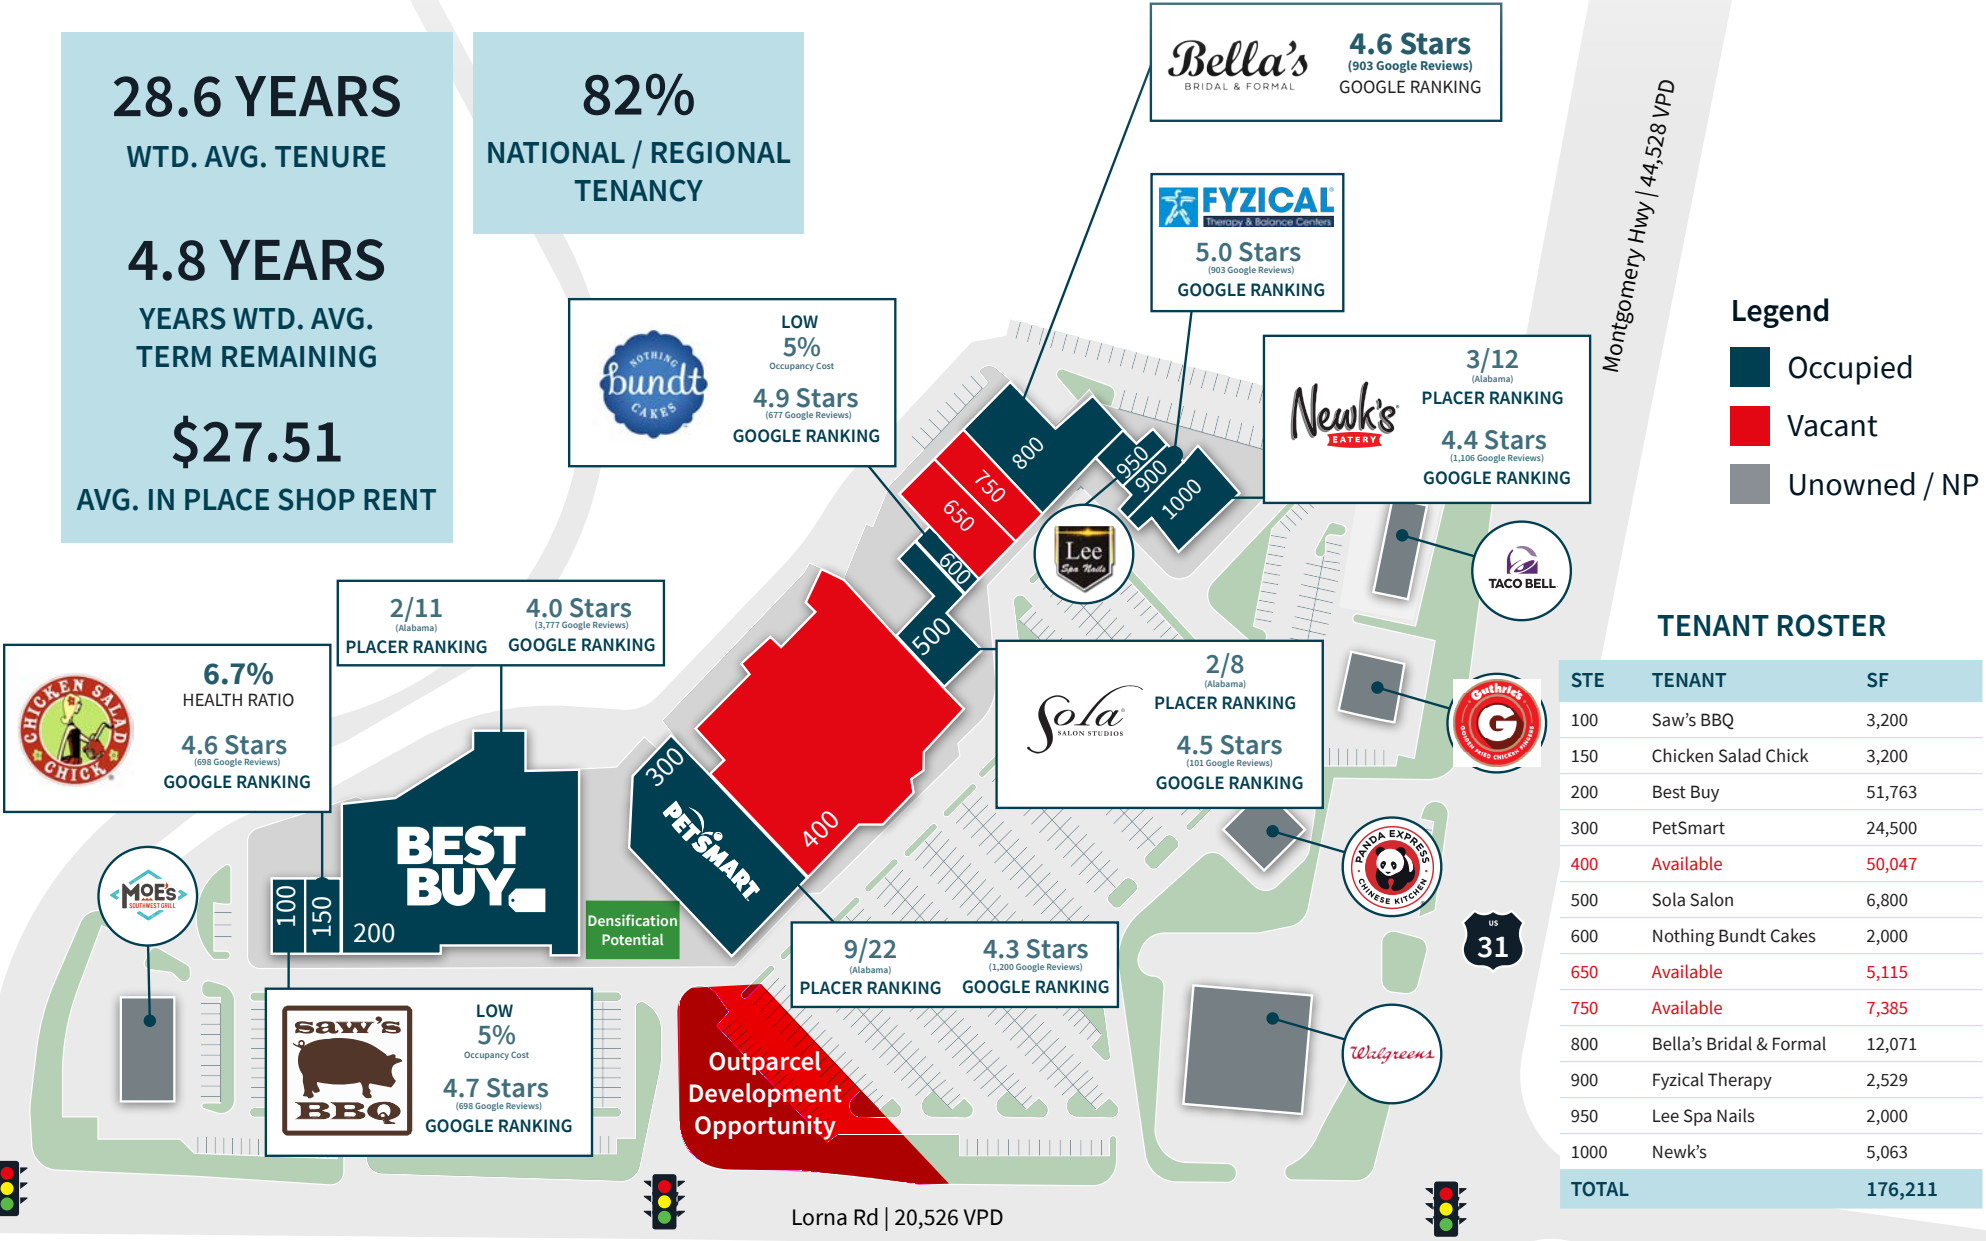 28.6 YEARS
WTD. AVG. TENURE
4.8 YEARS
YEARS WTD. AVG.
TERM REMAINING
$27.51
AVG. IN PLACE SHOP RENT
82%
NATIONAL / REGIONAL
TENANCY
Bella's
BRIDAL & FORMAL
4.6 Stars
(903 Google Reviews)
GOOGLE RANKING
FYZICAL
Therapy & Balance Centers
5.0 Stars
(903 Google Reviews)
GOOGLE RANKING
NOTHING
bundt
CAKES
LOW
5%
Occupancy Cost
4.9 Stars
(677 Google Reviews)
GOOGLE RANKING
Newk's
EATERY
3/12
(Alabama)
PLACER RANKING
4.4 Stars
(1,106 Google Reviews)
GOOGLE RANKING
Montgomery Hwy | 44,528 VPD
Legend
Occupied
Vacant
Unowned / NP
800
750
650
600
500
950
900
1000
Lee
Spa Nails
TACO BELL
2/11
(Alabama)
PLACER RANKING
4.0 Stars
(3,777 Google Reviews)
GOOGLE RANKING
CHICKEN SALAD
CHICK
6.7%
HEALTH RATIO
4.6 Stars
(698 Google Reviews)
GOOGLE RANKING
Sola
SALON STUDIOS
2/8
(Alabama)
PLACER RANKING
4.5 Stars
(101 Google Reviews)
GOOGLE RANKING
Guthrie's
G
GOLDEN FRIED CHICKEN FINGERS
300
PETSMART
400
BEST
BUY
100
150
200
Densification
Potential
MOE's
SOUTHWEST GRILL
PANDA EXPRESS
CHINESE KITCHEN
US
31
9/22
(Alabama)
PLACER RANKING
4.3 Stars
(1,200 Google Reviews)
GOOGLE RANKING
saw's
BBQ
LOW
5%
Occupancy Cost
4.7 Stars
(698 Google Reviews)
GOOGLE RANKING
Outparcel
Development
Opportunity
Walgreens
Lorna Rd | 20,526 VPD
TENANT ROSTER
STE TENANT SF
100 Saw's BBQ 3,200
150 Chicken Salad Chick 3,200
200 Best Buy 51,763
300 PetSmart 24,500
400 Available 50,047
500 Sola Salon 6,800
600 Nothing Bundt Cakes 2,000
650 Available 5,115
750 Available 7,385
800 Bella's Bridal & Formal 12,071
900 Fyzical Therapy 2,529
950 Lee Spa Nails 2,000
1000 Newk's 5,063
TOTAL 176,211